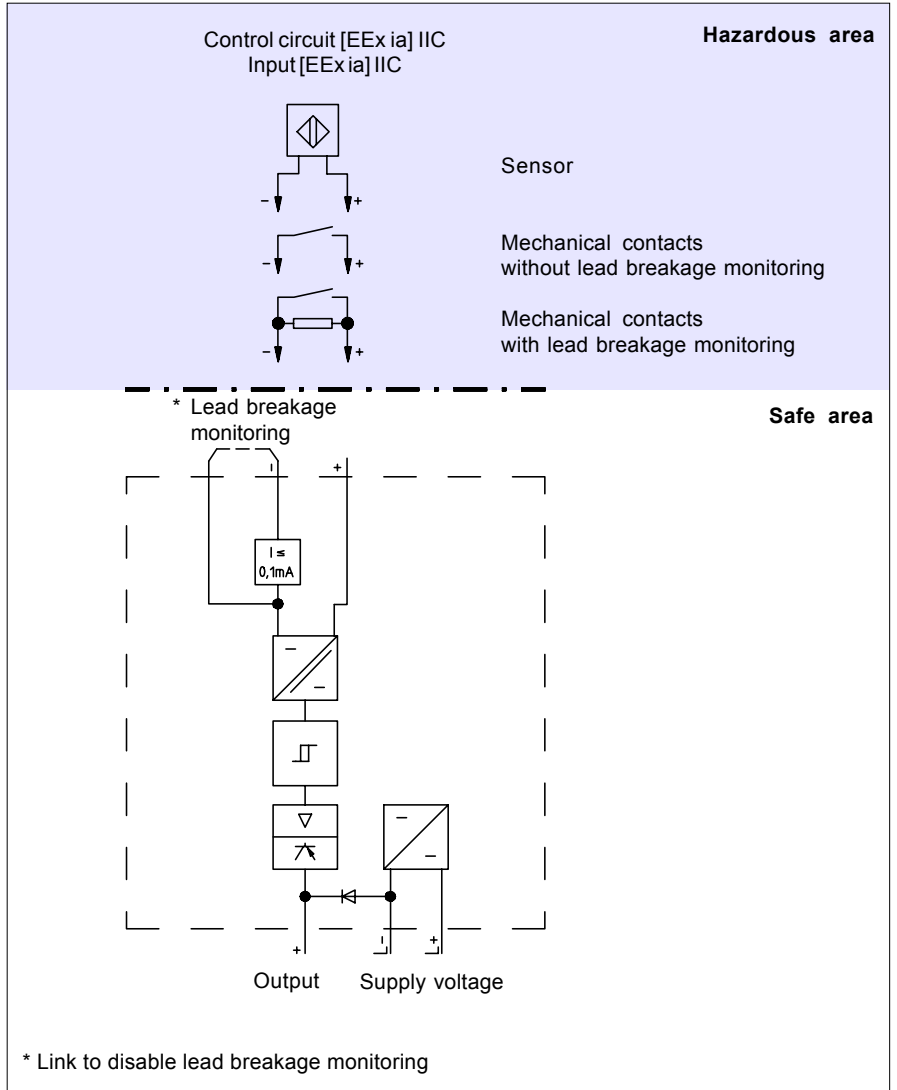 Control circuit [EEx ia] IIC
Input [EEx ia] IIC
Hazardous area
Sensor
- +
Mechanical contacts
without lead breakage monitoring
- +
Mechanical contacts
with lead breakage monitoring
- +
* Lead breakage
monitoring
Safe area
- +
I ≤
0,1mA
+ - +
Output
Supply voltage
* Link to disable lead breakage monitoring